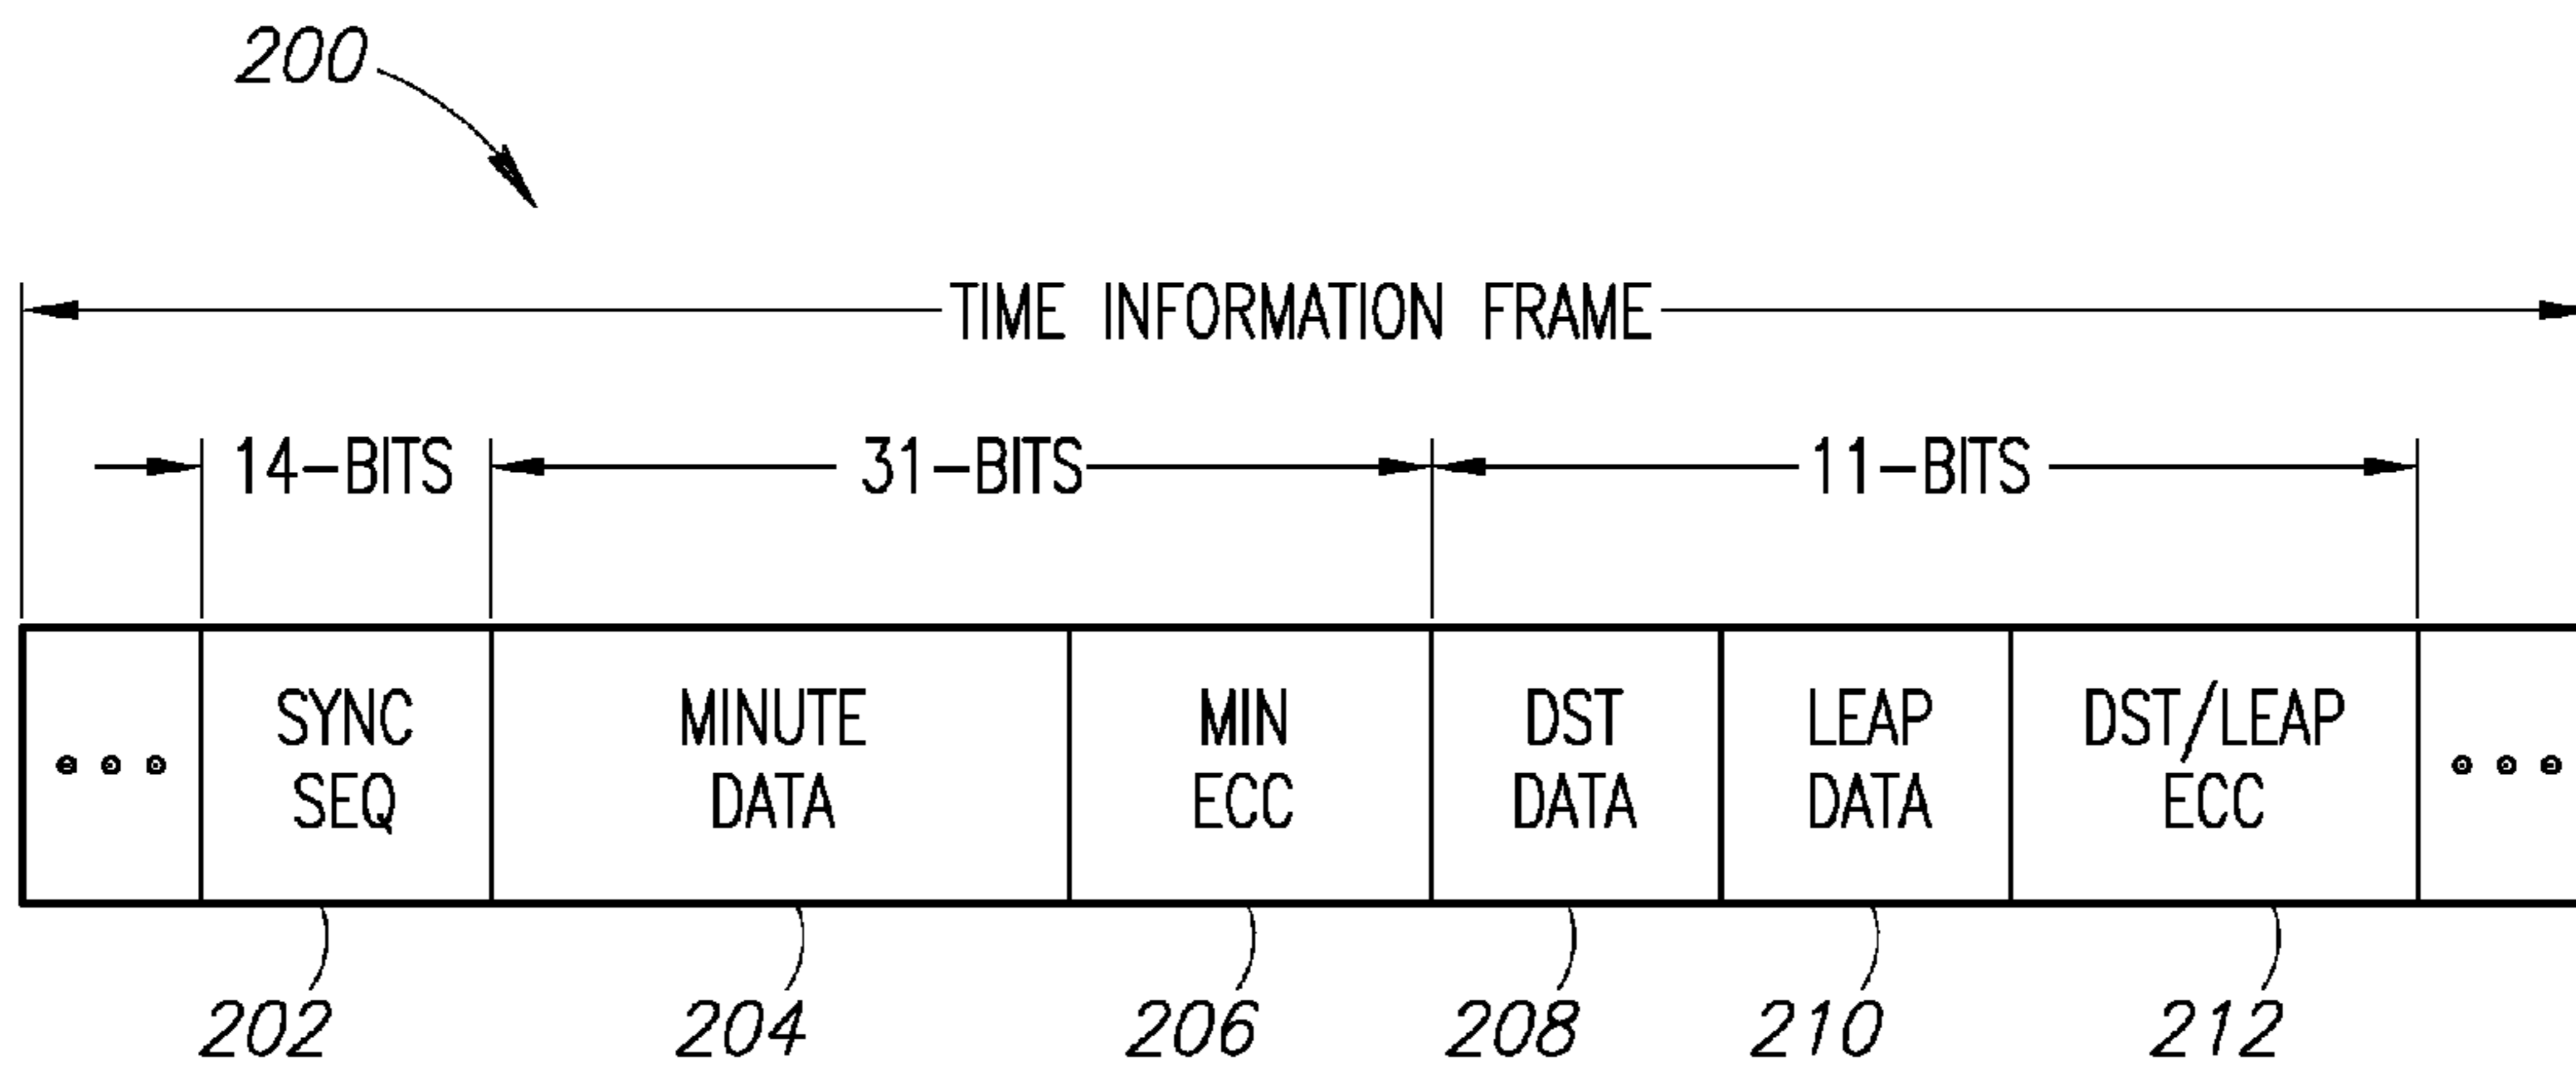 200
TIME INFORMATION FRAME
14-BITS 31-BITS 11-BITS
SYNC SEQ
MINUTE DATA
MIN ECC
DST DATA
LEAP DATA
DST/LEAP ECC
202 204 206 208 210 212